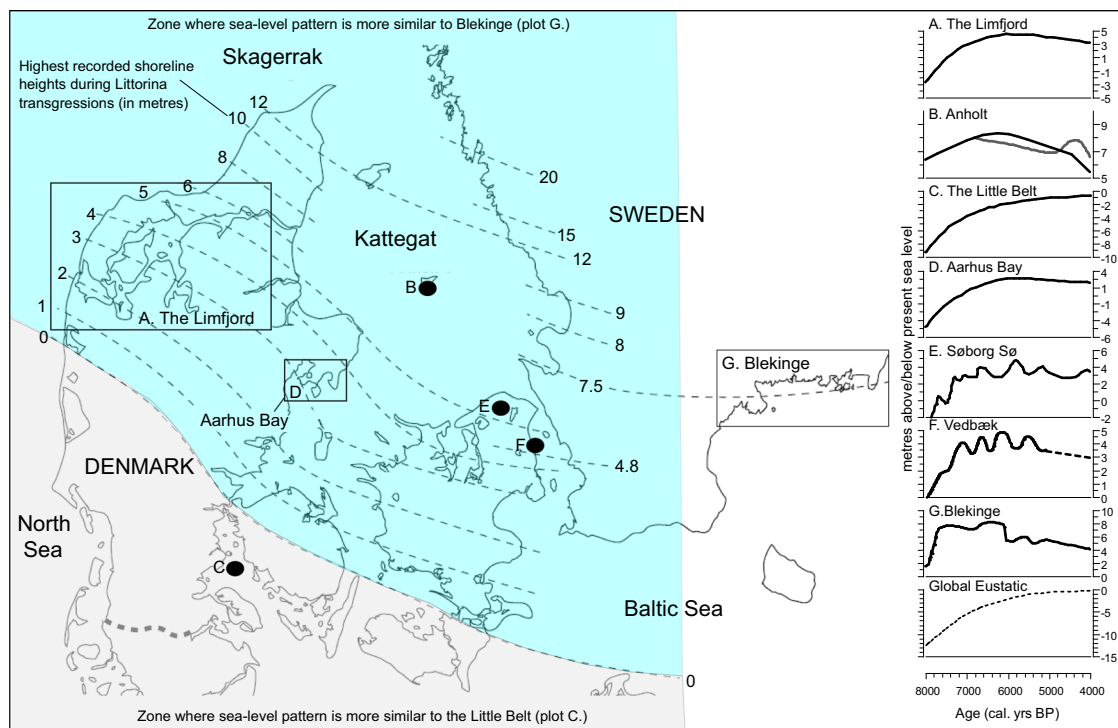 Zone where sea-level pattern is more similar to Blekinge (plot G.)
Skagerrak
Highest recorded shoreline
heights during Littorina
transgressions (in metres)
12
10
8
6
5
4
3
2
1
0
20
15
12
9
8
7.5
4.8
0
SWEDEN
Kattegat
B
A. The Limfjord
D
Aarhus Bay
E
F
G. Blekinge
DENMARK
North
Sea
C
Baltic Sea
Zone where sea-level pattern is more similar to the Little Belt (plot C.)
metres above/below present sea level
A. The Limfjord
5
3
1
-1
-3
-5
B. Anholt
9
7
5
C. The Little Belt
0
-2
-4
-6
-8
-10
D. Aarhus Bay
4
1
-1
-4
-6
E. Søborg Sø
6
4
2
0
-2
F. Vedbæk
5
4
3
2
1
0
G.Blekinge
10
8
6
4
2
0
Global Eustatic
0
-5
-10
-15
8000 7000 6000 5000 4000
Age (cal. yrs BP)